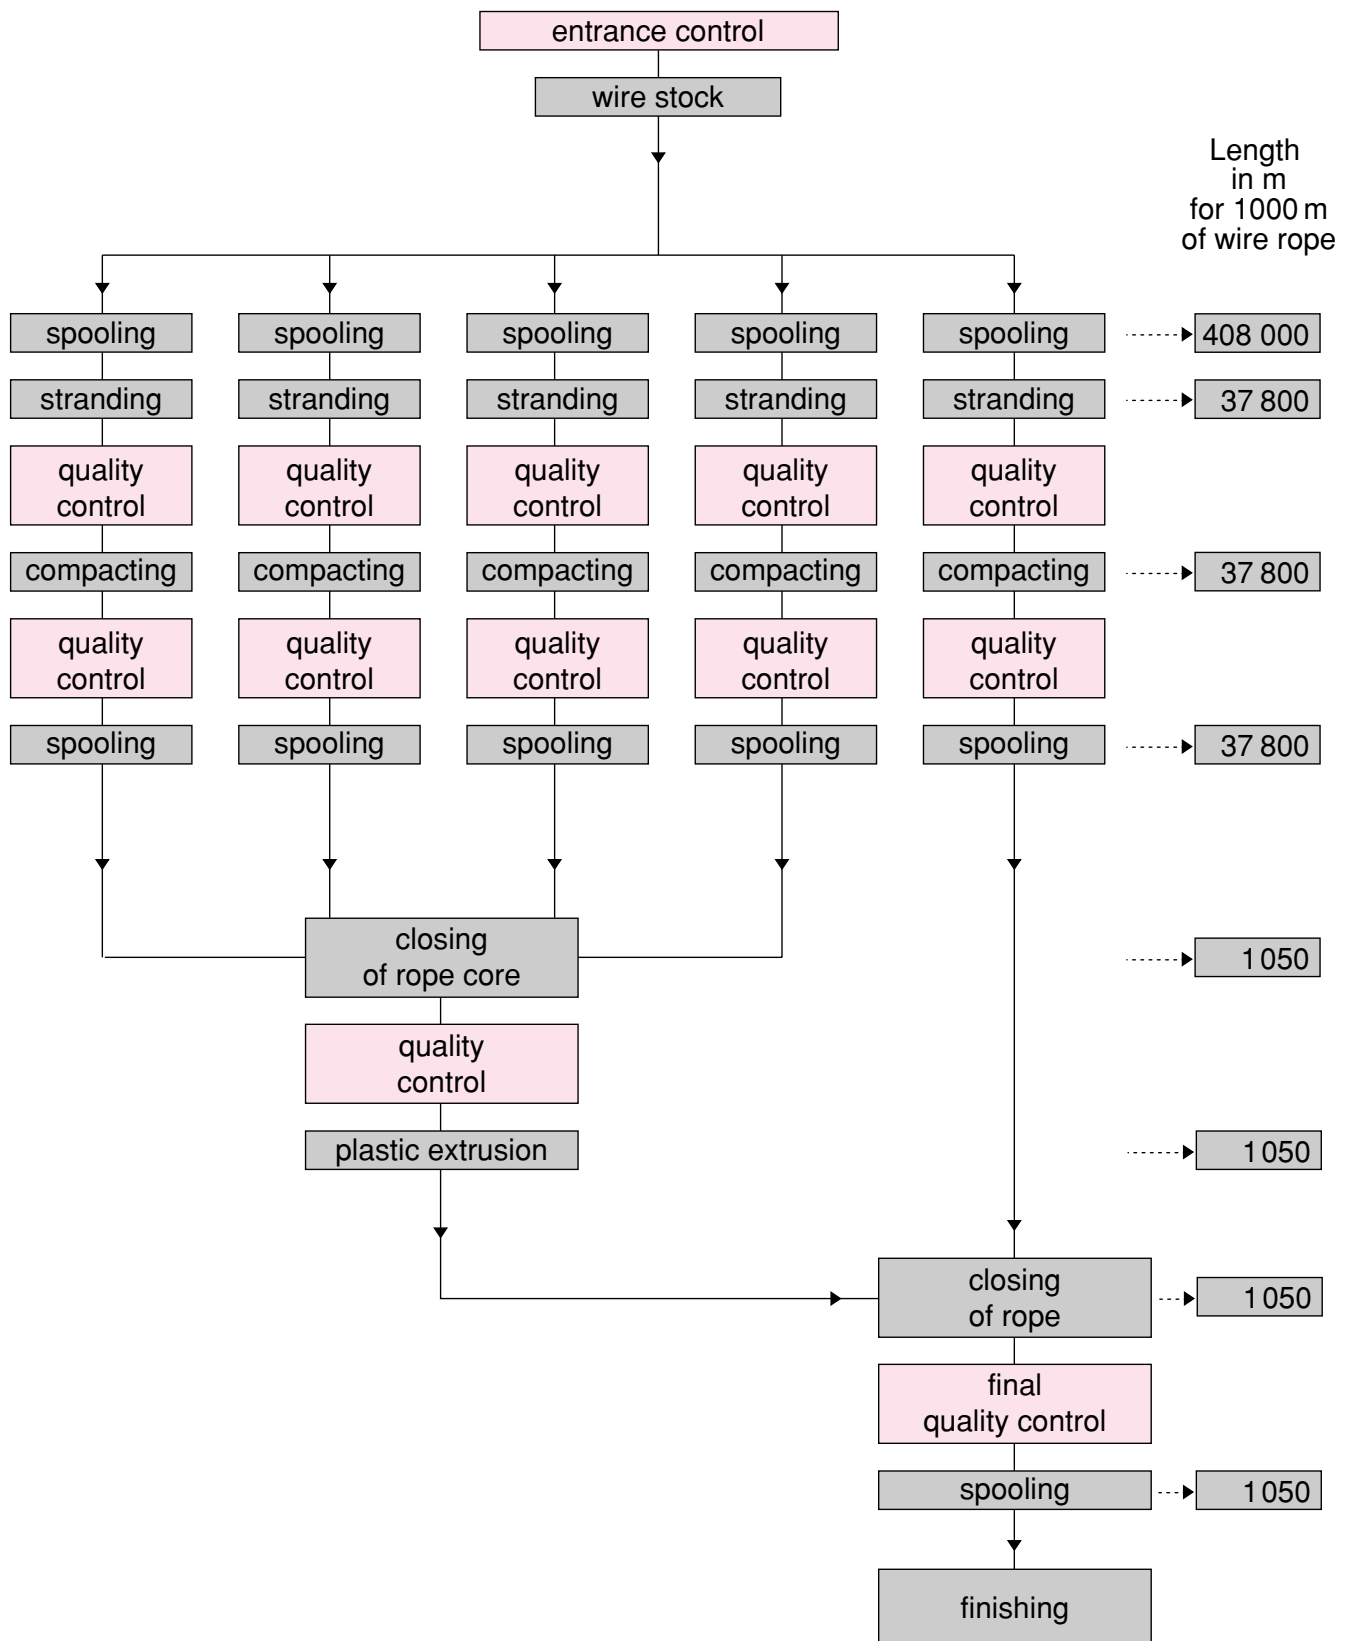 entrance control
wire stock
Length
in m
for 1000 m
of wire rope
spooling spooling spooling spooling spooling 408 000
stranding stranding stranding stranding stranding 37 800
quality quality quality quality quality
control control control control control
compacting compacting compacting compacting compacting 37 800
quality quality quality quality quality
control control control control control
spooling spooling spooling spooling spooling 37 800
closing
of rope core
1 050
quality
control
plastic extrusion 1 050
closing
of rope
1 050
final
quality control
spooling 1 050
finishing